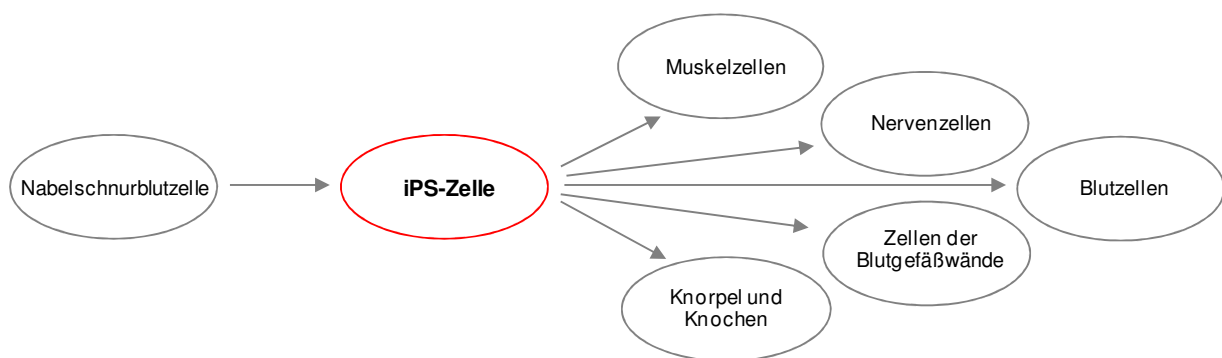 Muskelzellen
Nervenzellen
Nabelschnurblutzelle
iPS-Zelle
Blutzellen
Zellen der
Blutgefäßwände
Knorpel und
Knochen